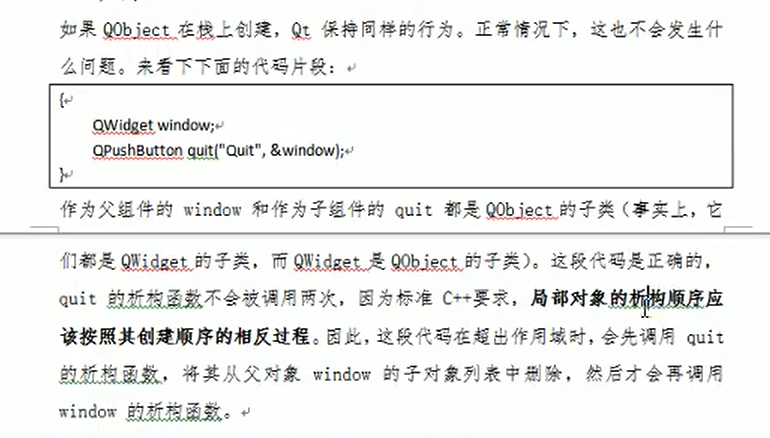 如果 QObject 在栈上创建，Qt 保持同样的行为。正常情况下，这也不会发生什
么问题。来看下下面的代码片段：
{
QWidget window;
QPushButton quit("Quit", &window);
}
作为父组件的 window 和作为子组件的 quit 都是 QObject 的子类（事实上，它
们都是 QWidget 的子类，而 QWidget 是 QObject 的子类）。这段代码是正确的，
quit 的析构函数不会被调用两次，因为标准 C++要求，局部对象的析构顺序应
该按照其创建顺序的相反过程。因此，这段代码在超出作用域时，会先调用 quit
的析构函数，将其从父对象 window 的子对象列表中删除，然后才会再调用
window 的析构函数。